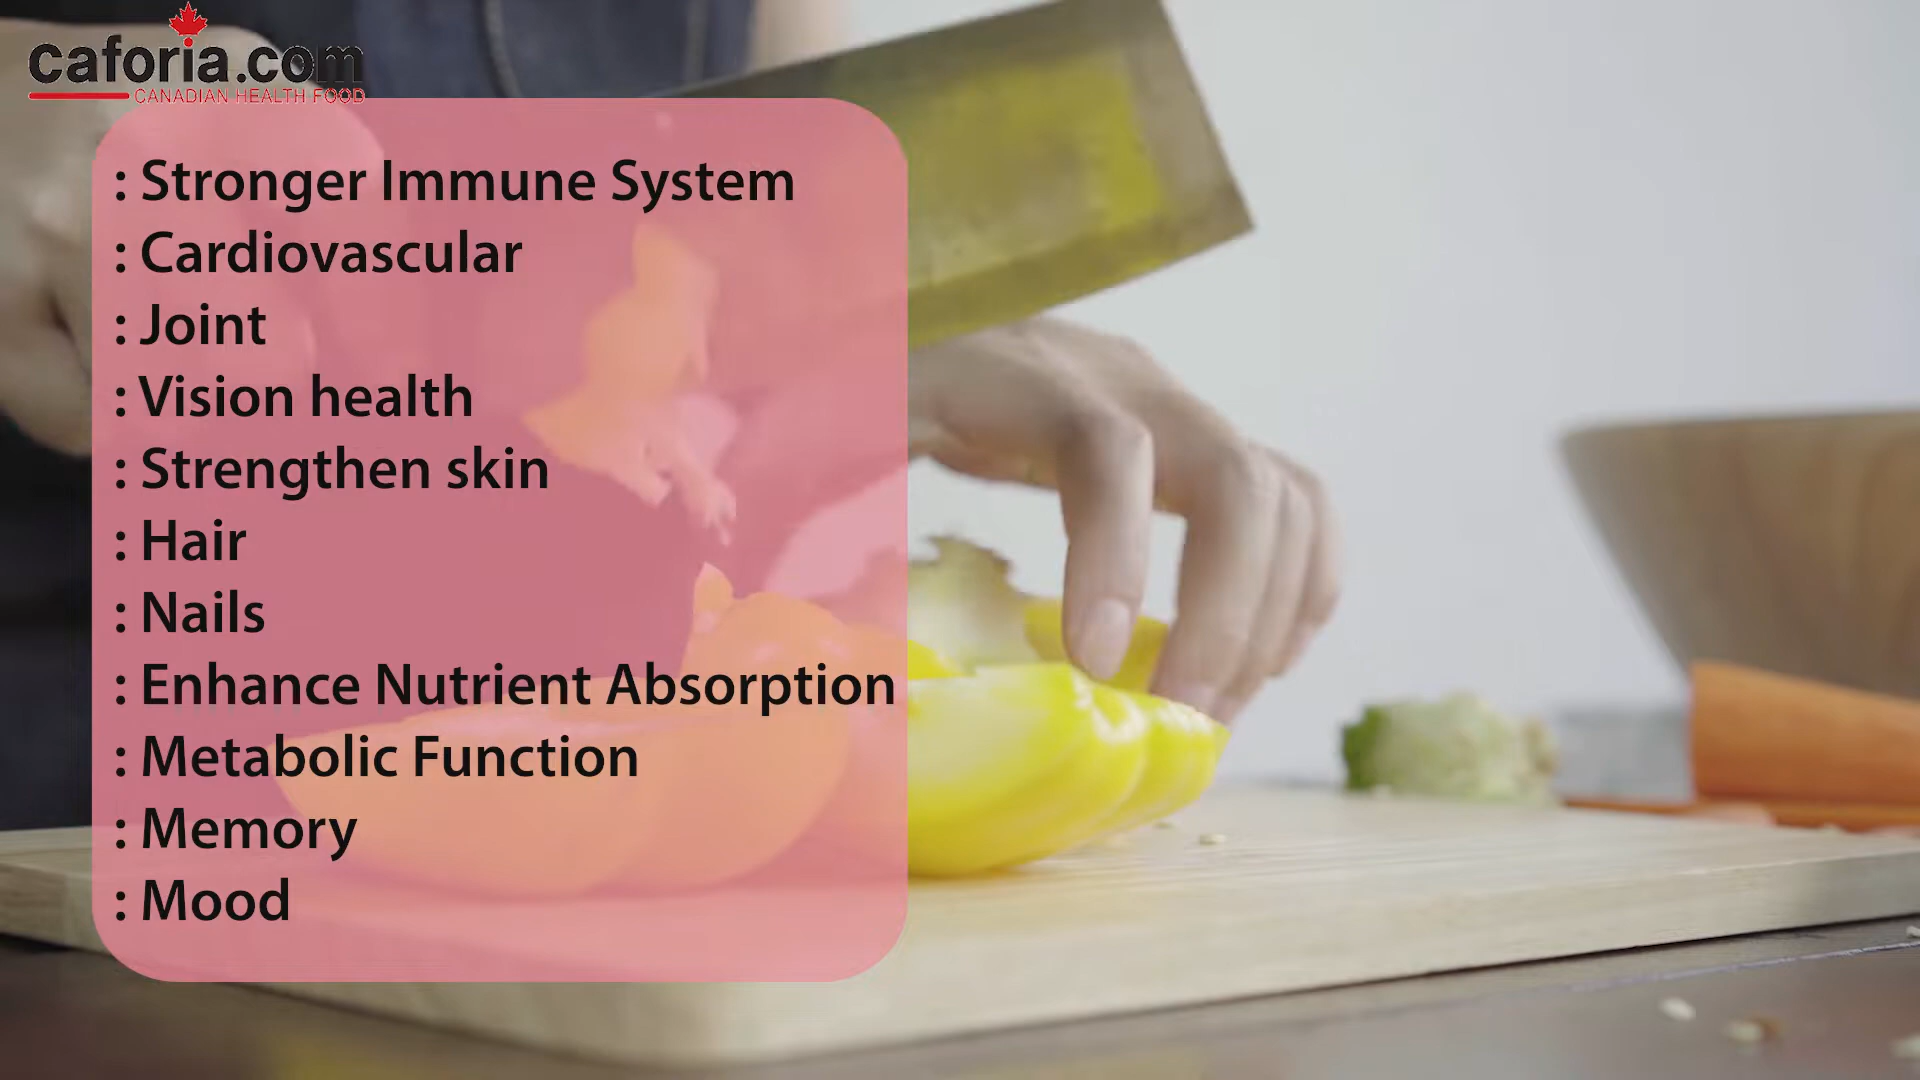 caforia.com
CANADIAN HEALTH FOOD
: Stronger Immune System
: Cardiovascular
: Joint
: Vision health
: Strengthen skin
: Hair
: Nails
: Enhance Nutrient Absorption
: Metabolic Function
: Memory
: Mood